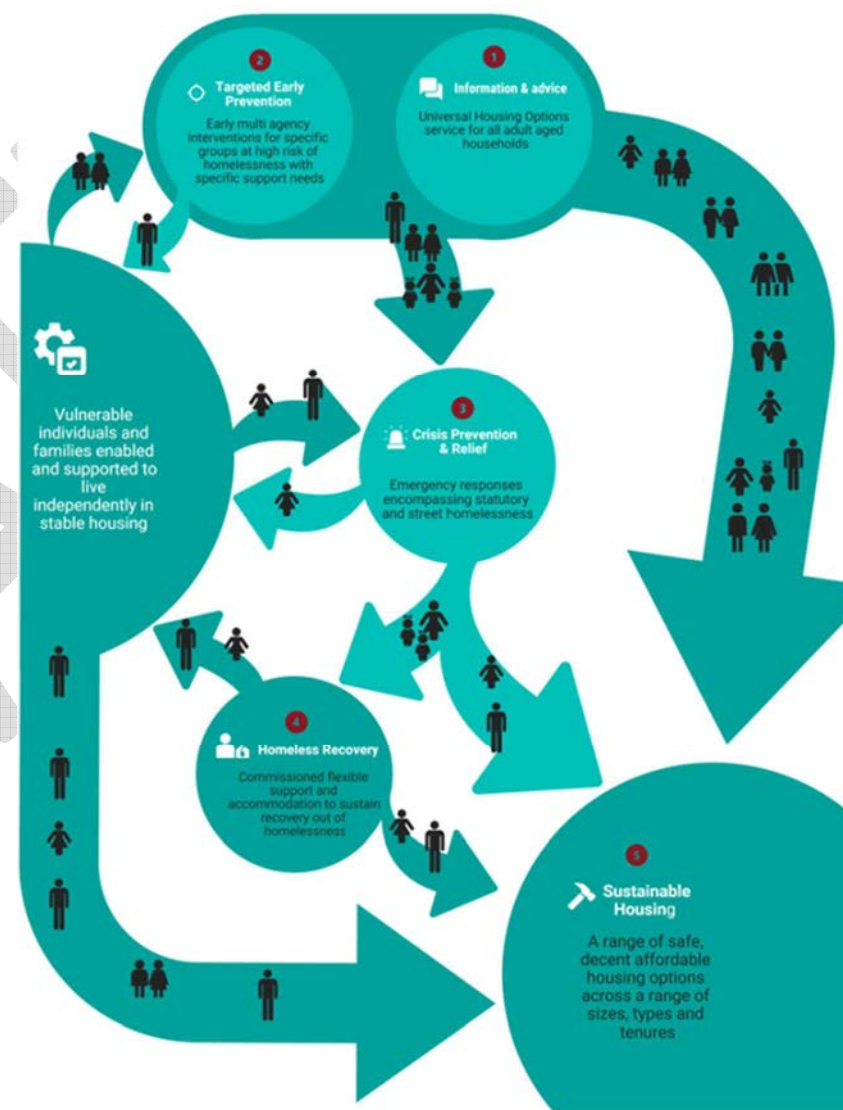 2
Targeted Early
Prevention
Early multi agency
interventions for specific
groups at high risk of
homelessness with
specific support needs
1
Information & advice
Universal Housing Options
service for all adult aged
households
Vulnerable
individuals and
families enabled
and supported to
live
independently in
stable housing
3
Crisis Prevention
& Relief
Emergency responses
encompassing statutory
and street homelessness
4
Homeless Recovery
Commissioned flexible
support and
accommodation to sustain
recovery out of
homelessness
5
Sustainable
Housing
A range of safe,
decent affordable
housing options
across a range of
sizes, types and
tenures